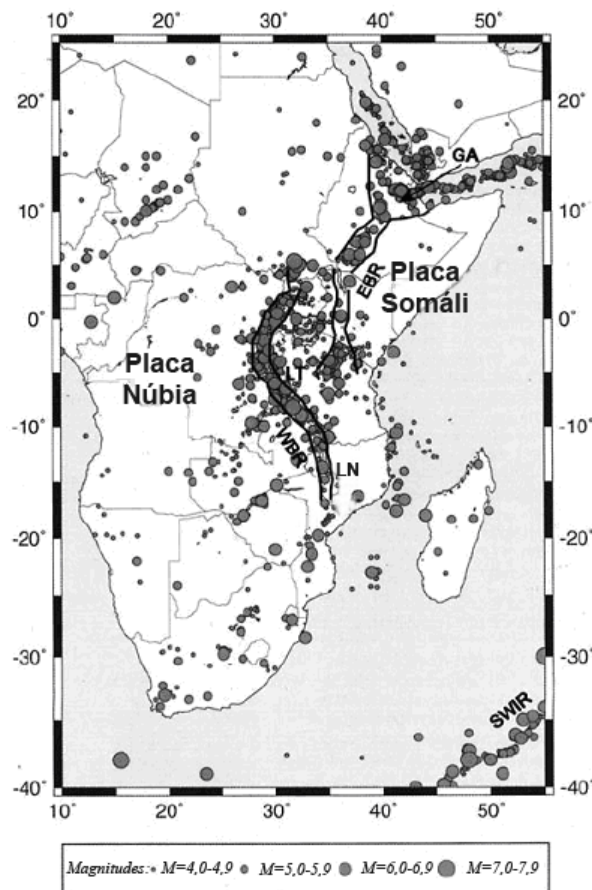 10° 20° 30° 40° 50°
20° 20°
GA
10° 10°
EBR
Placa
Somáli
0° 0°
Placa
Núbia
LT
WBR
-10° -10°
LN
-20° -20°
-30° -30°
SWIR
-40° -40°
10° 20° 30° 40° 50°
Magnitudes: M=4,0-4,9 M=5,0-5,9 M=6,0-6,9 M=7,0-7,9